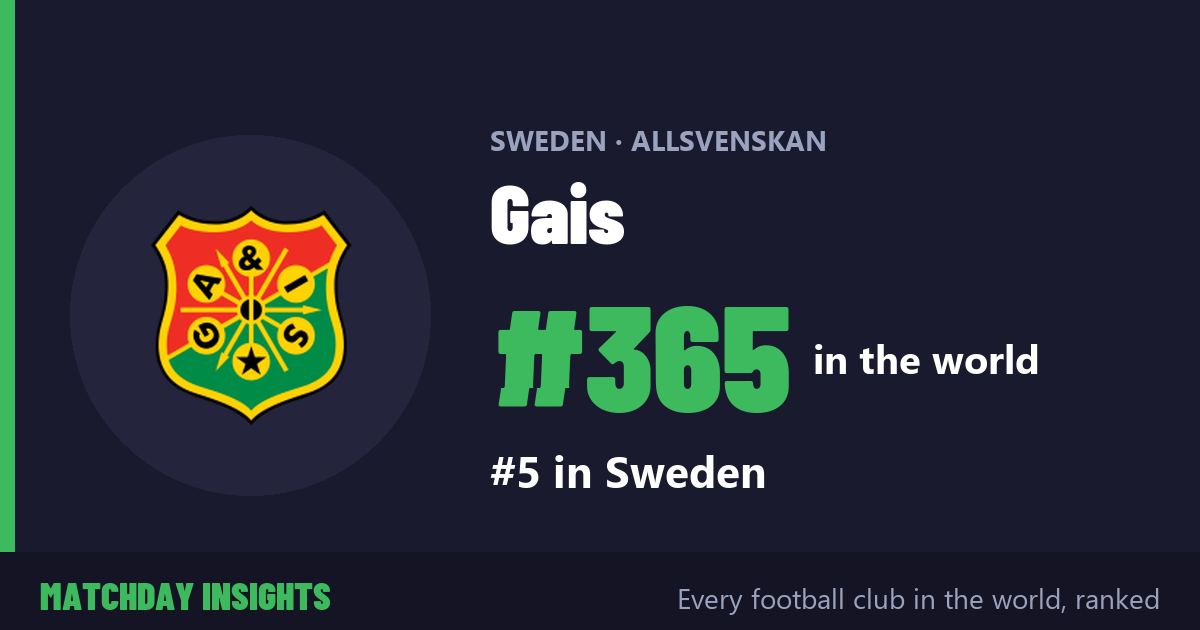 SWEDEN · ALLSVENSKAN
Gais
#365 in the world
#5 in Sweden
G A & I S
MATCHDAY INSIGHTS
Every football club in the world, ranked